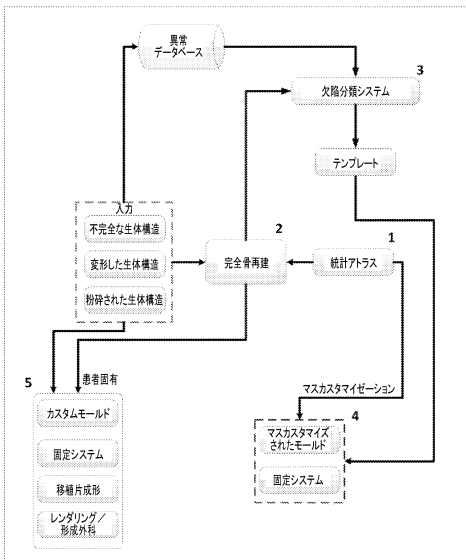 異常
データベース
3
欠陥分類システム
テンプレート
入力
不完全な生体構造
変形した生体構造
粉砕された生体構造
2
完全骨再建
1
統計アトラス
5
患者固有
カスタムモールド
固定システム
移植片成形
レンダリング／
形成外科
マスカスタマイゼーション
4
マスカスタマイズ
されたモールド
固定システム